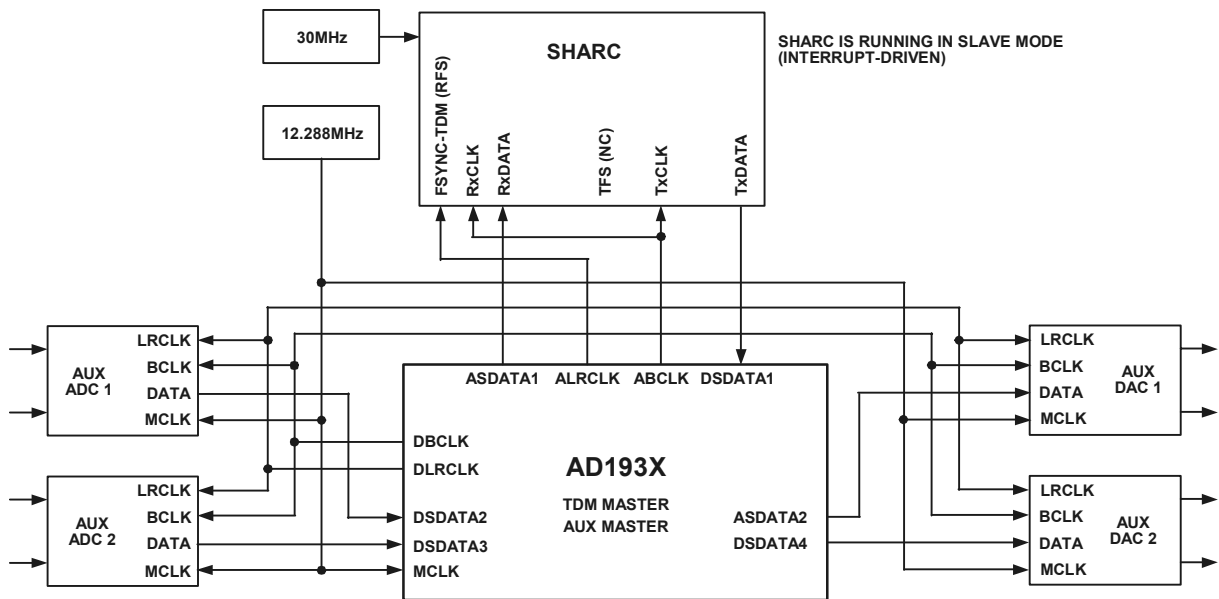 30MHz
SHARC
SHARC IS RUNNING IN SLAVE MODE
(INTERRUPT-DRIVEN)
12.288MHz
FSYNC-TDM (RFS)
RxCLK
RxDATA
TFS (NC)
TxCLK
TxDATA
AUX
ADC 1
LRCLK
BCLK
DATA
MCLK
ASDATA1
ALRCLK
ABCLK
DSDATA1
LRCLK
BCLK
DATA
MCLK
AUX
DAC 1
DBCLK
DLRCLK
AD193X
TDM MASTER
AUX MASTER
DSDATA2
DSDATA3
MCLK
ASDATA2
DSDATA4
AUX
ADC 2
LRCLK
BCLK
DATA
MCLK
LRCLK
BCLK
DATA
MCLK
AUX
DAC 2